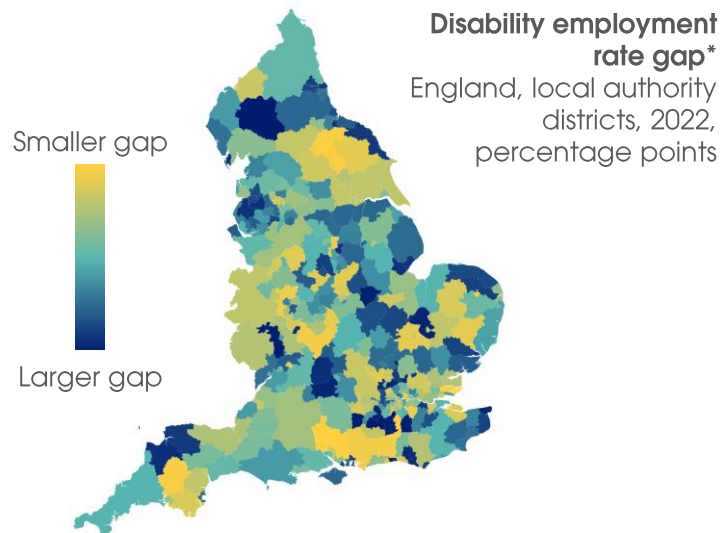 Disability employment
rate gap*
England, local authority
districts, 2022,
percentage points
Smaller gap
Larger gap